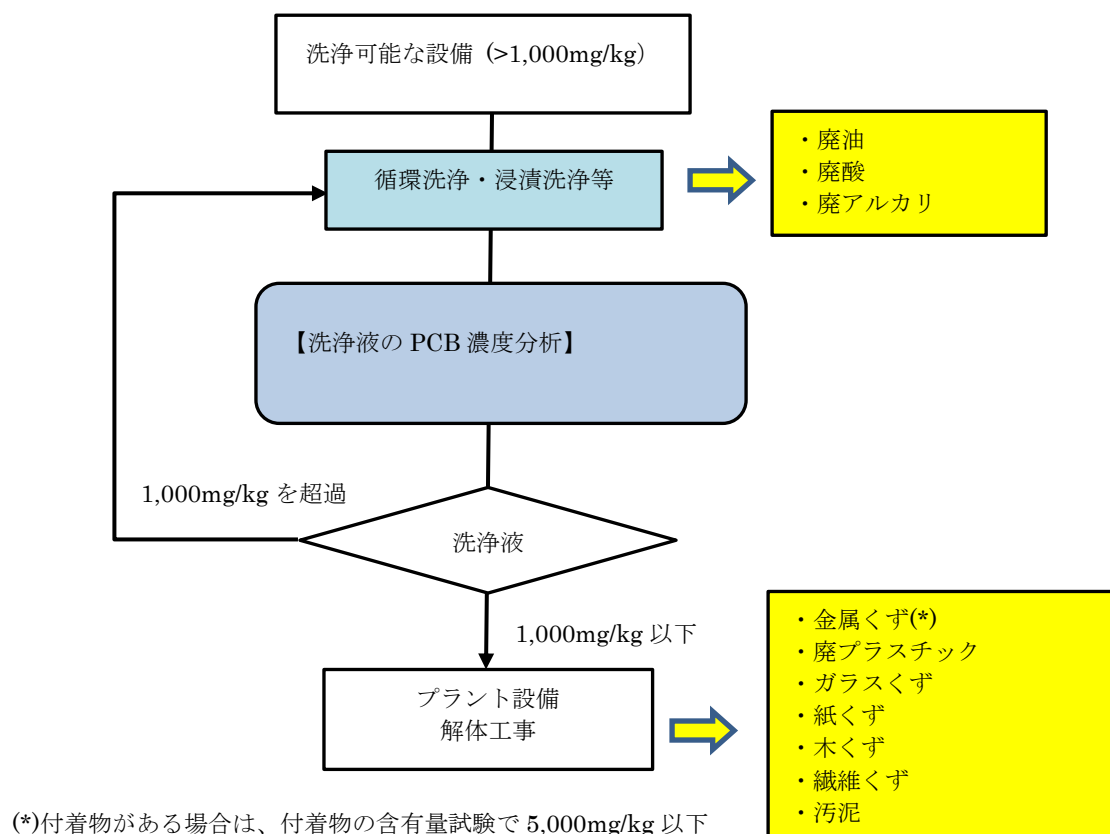 洗浄可能な設備 (>1,000mg/kg)
循環洗浄・浸漬洗浄等
・廃油
・廃酸
・廃アルカリ
【洗浄液の PCB 濃度分析】
1,000mg/kg を超過
洗浄液
1,000mg/kg 以下
プラント設備
解体工事
・金属くず(*)
・廃プラスチック
・ガラスくず
・紙くず
・木くず
・繊維くず
・汚泥
(*)付着物がある場合は、付着物の含有量試験で 5,000mg/kg 以下